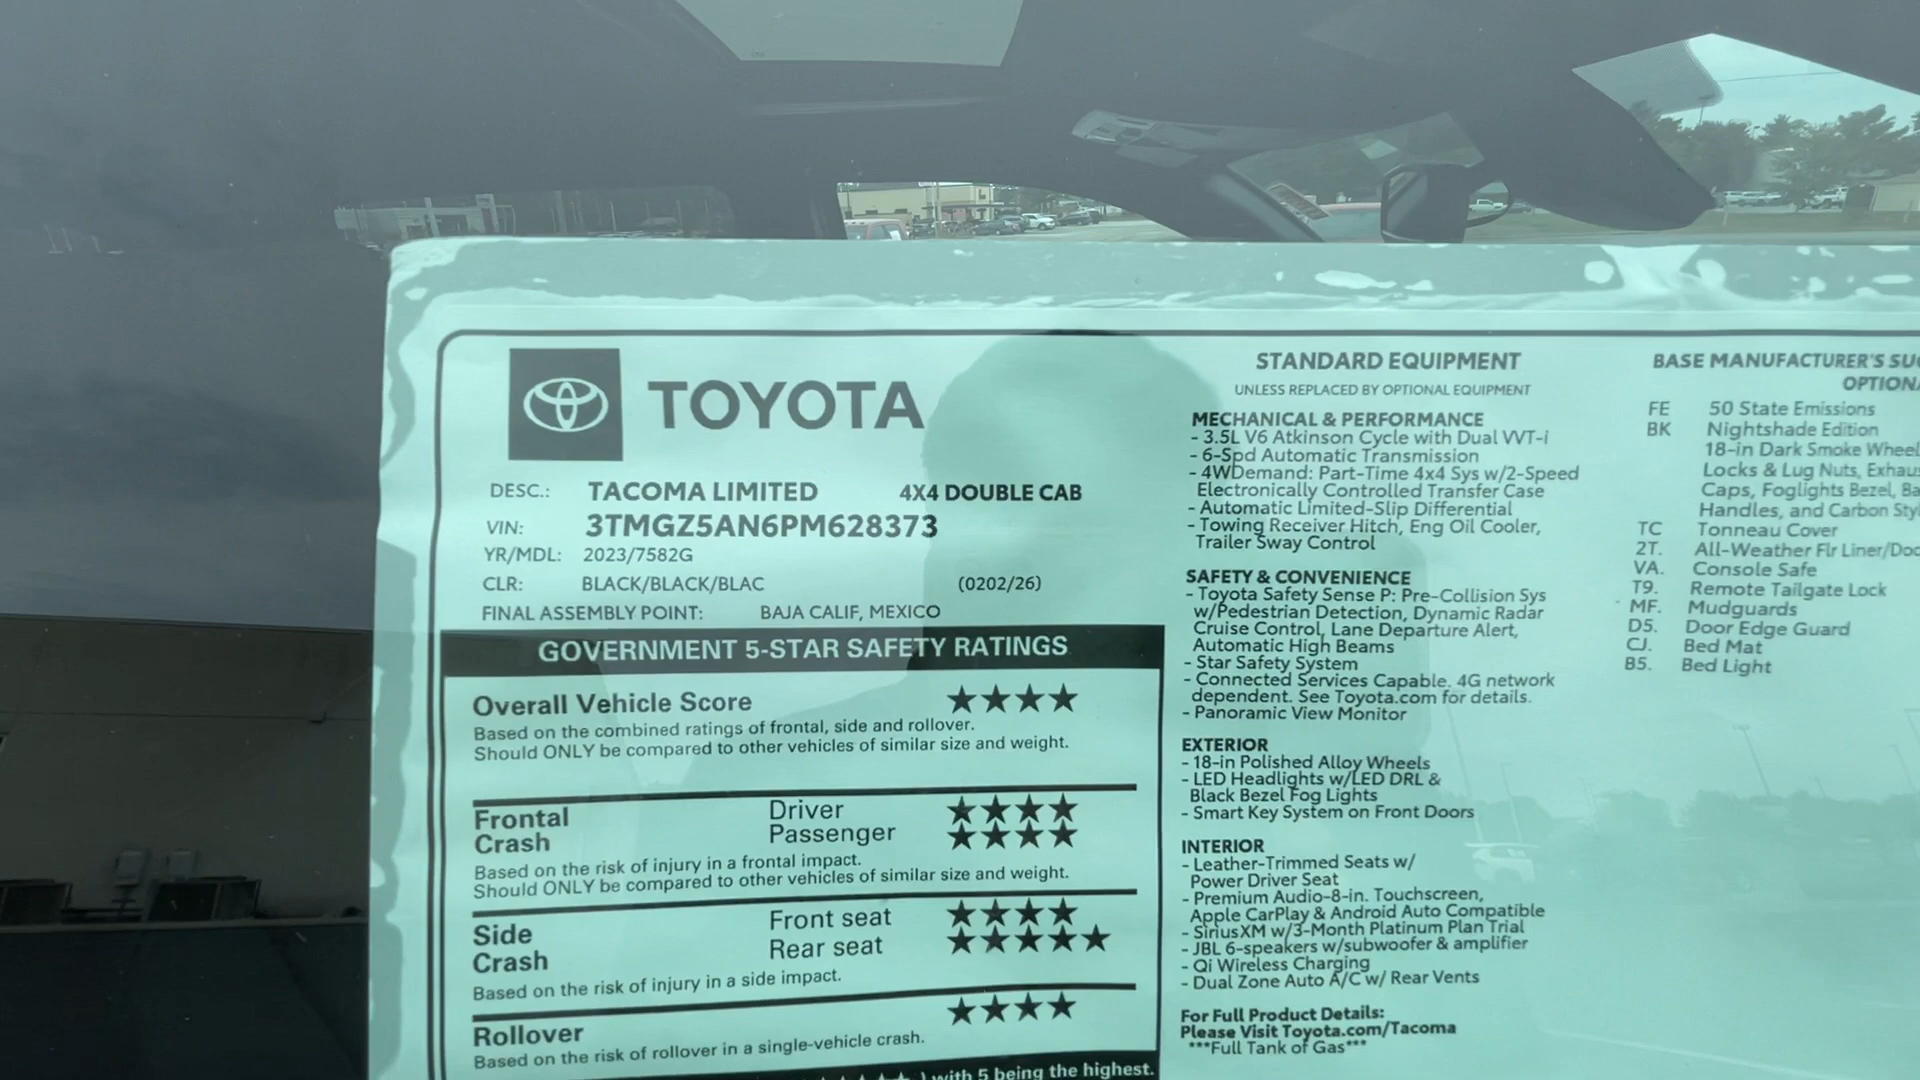 TOYOTA
DESC.: TACOMA LIMITED 4X4 DOUBLE CAB
VIN: 3TMGZ5AN6PM628373
YR/MDL: 2023/7582G
CLR: BLACK/BLACK/BLAC (0202/26)
FINAL ASSEMBLY POINT: BAJA CALIF, MEXICO
GOVERNMENT 5-STAR SAFETY RATINGS
Overall Vehicle Score ★★★★
Based on the combined ratings of frontal, side and rollover.
Should ONLY be compared to other vehicles of similar size and weight.
Frontal Driver ★★★★
Crash Passenger ★★★★
Based on the risk of injury in a frontal impact.
Should ONLY be compared to other vehicles of similar size and weight.
Side Front seat ★★★★
Crash Rear seat ★★★★★
Based on the risk of injury in a side impact.
Rollover ★★★★
Based on the risk of rollover in a single-vehicle crash.
) with 5 being the highest.
STANDARD EQUIPMENT
UNLESS REPLACED BY OPTIONAL EQUIPMENT
MECHANICAL & PERFORMANCE
- 3.5L V6 Atkinson Cycle with Dual VVT-i
- 6-Spd Automatic Transmission
- 4WDemand: Part-Time 4x4 Sys w/2-Speed
Electronically Controlled Transfer Case
- Automatic Limited-Slip Differential
- Towing Receiver Hitch, Eng Oil Cooler,
Trailer Sway Control
SAFETY & CONVENIENCE
- Toyota Safety Sense P: Pre-Collision Sys
w/Pedestrian Detection, Dynamic Radar
Cruise Control, Lane Departure Alert,
Automatic High Beams
- Star Safety System
- Connected Services Capable. 4G network
dependent. See Toyota.com for details.
- Panoramic View Monitor
EXTERIOR
- 18-in Polished Alloy Wheels
- LED Headlights w/LED DRL &
Black Bezel Fog Lights
- Smart Key System on Front Doors
INTERIOR
- Leather-Trimmed Seats w/
Power Driver Seat
- Premium Audio-8-in. Touchscreen,
Apple CarPlay & Android Auto Compatible
- SiriusXM w/3-Month Platinum Plan Trial
- JBL 6-speakers w/subwoofer & amplifier
- Qi Wireless Charging
- Dual Zone Auto A/C w/ Rear Vents
For Full Product Details:
Please Visit Toyota.com/Tacoma
***Full Tank of Gas***
BASE MANUFACTURER'S
FE 50 State Emissions
BK Nightshade Edition
18-in Dark Smoke Wheel
Locks & Lug Nuts,
Caps, Foglights Bezel,
Handles, and Carbon
TC Tonneau Cover
2T. All-Weather Flr Liner/
VA. Console Safe
T9. Remote Tailgate Lock
MF. Mudguards
D5. Door Edge Guard
CJ. Bed Mat
B5. Bed Light